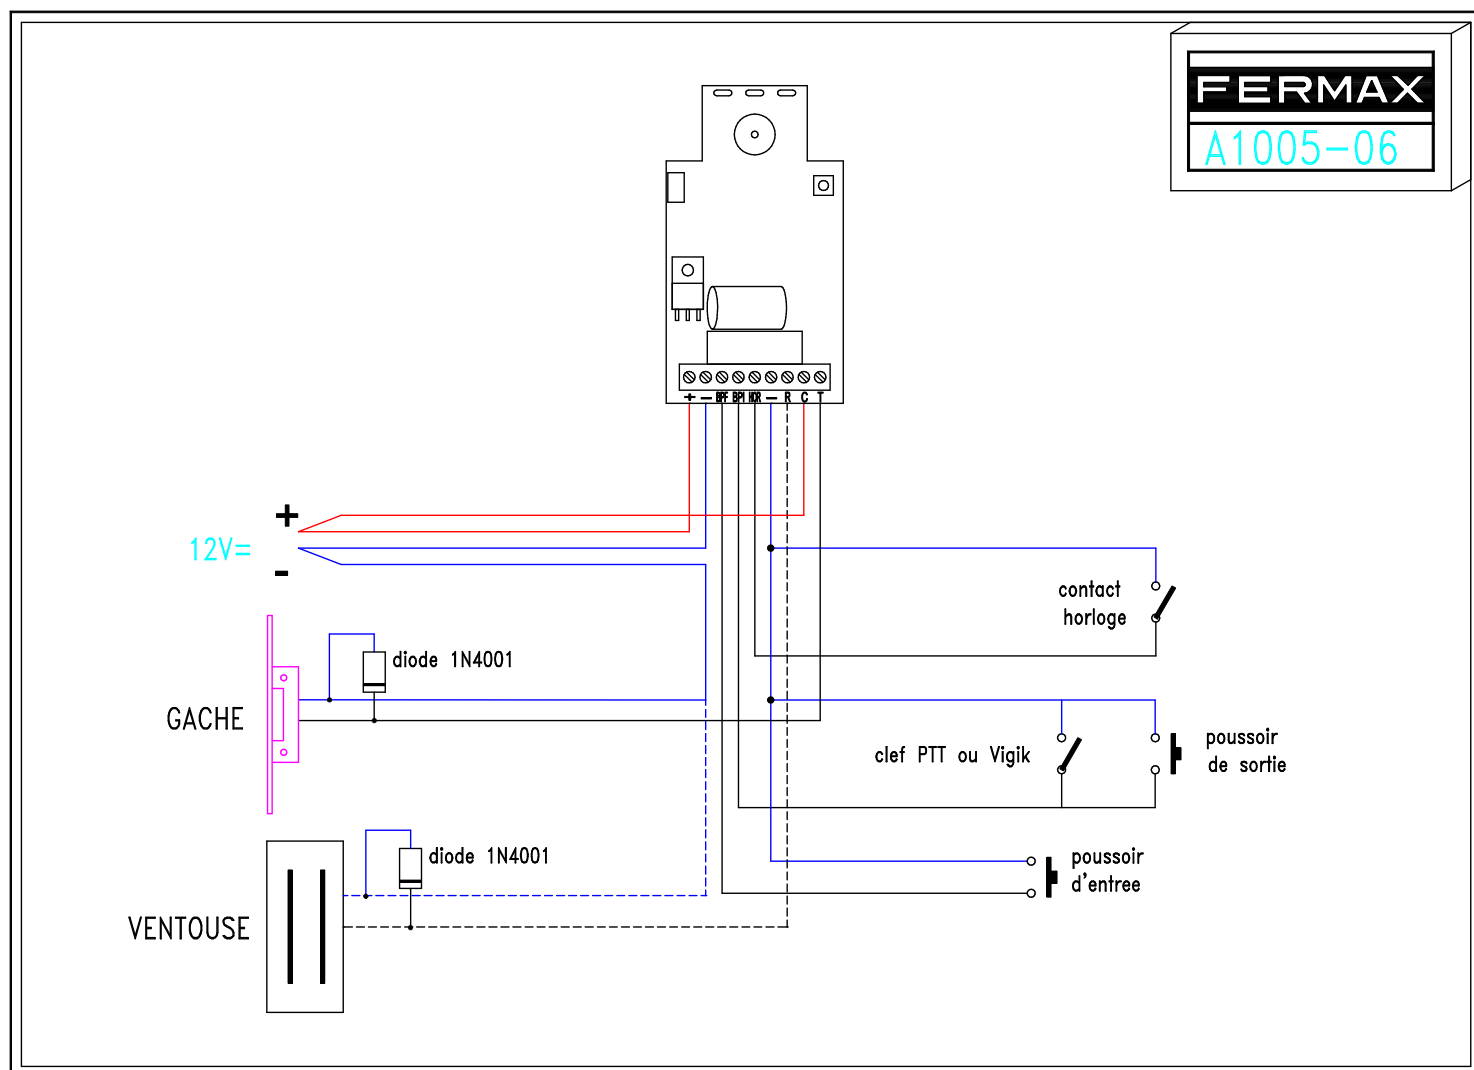 FERMAX
A1005-06
+ — BPF BPI HOR — R C T
+
12V=
-
contact
horloge
diode 1N4001
GACHE
clef PTT ou Vigik
poussoir
de sortie
diode 1N4001
poussoir
d'entree
VENTOUSE